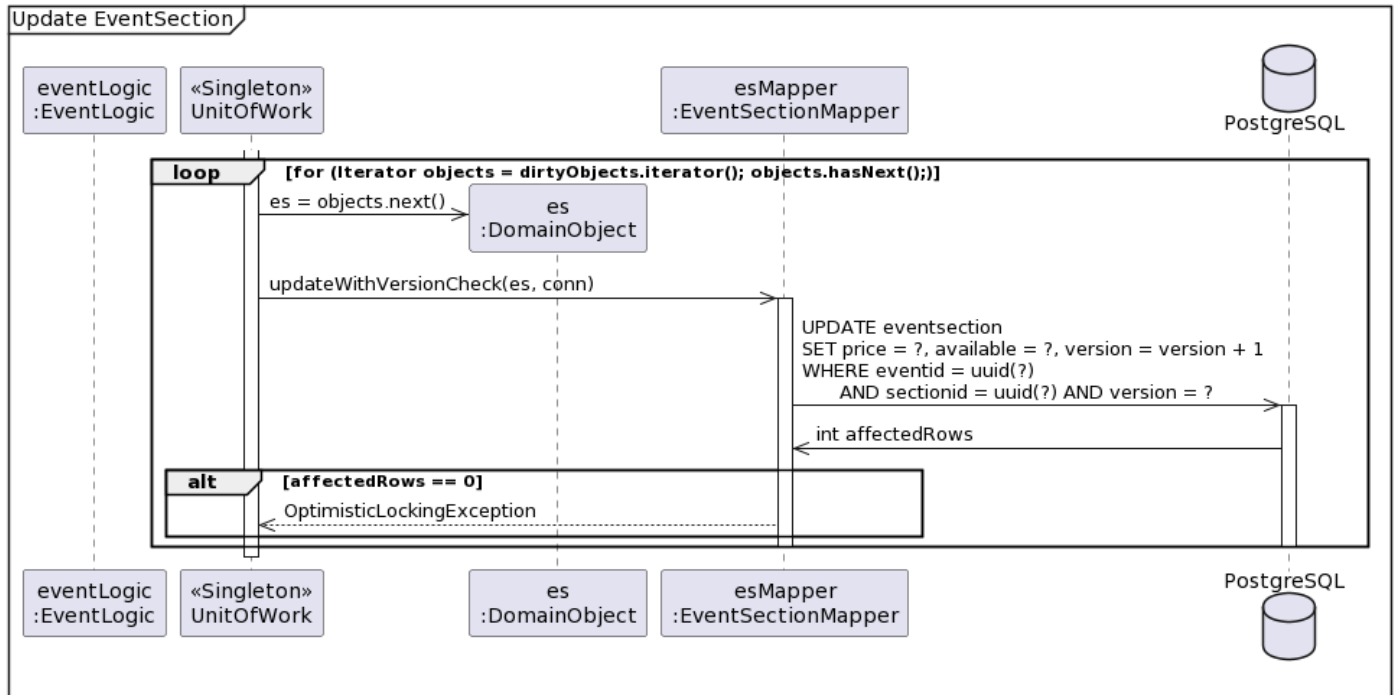 Update EventSection
eventLogic
:EventLogic
«Singleton»
UnitOfWork
esMapper
:EventSectionMapper
PostgreSQL
loop [for (Iterator objects = dirtyObjects.iterator(); objects.hasNext();)]
es = objects.next()
es
:DomainObject
updateWithVersionCheck(es, conn)
UPDATE eventsection
SET price = ?, available = ?, version = version + 1
WHERE eventid = uuid(?)
AND sectionid = uuid(?) AND version = ?
int affectedRows
alt [affectedRows == 0]
OptimisticLockingException
eventLogic
:EventLogic
«Singleton»
UnitOfWork
es
:DomainObject
esMapper
:EventSectionMapper
PostgreSQL